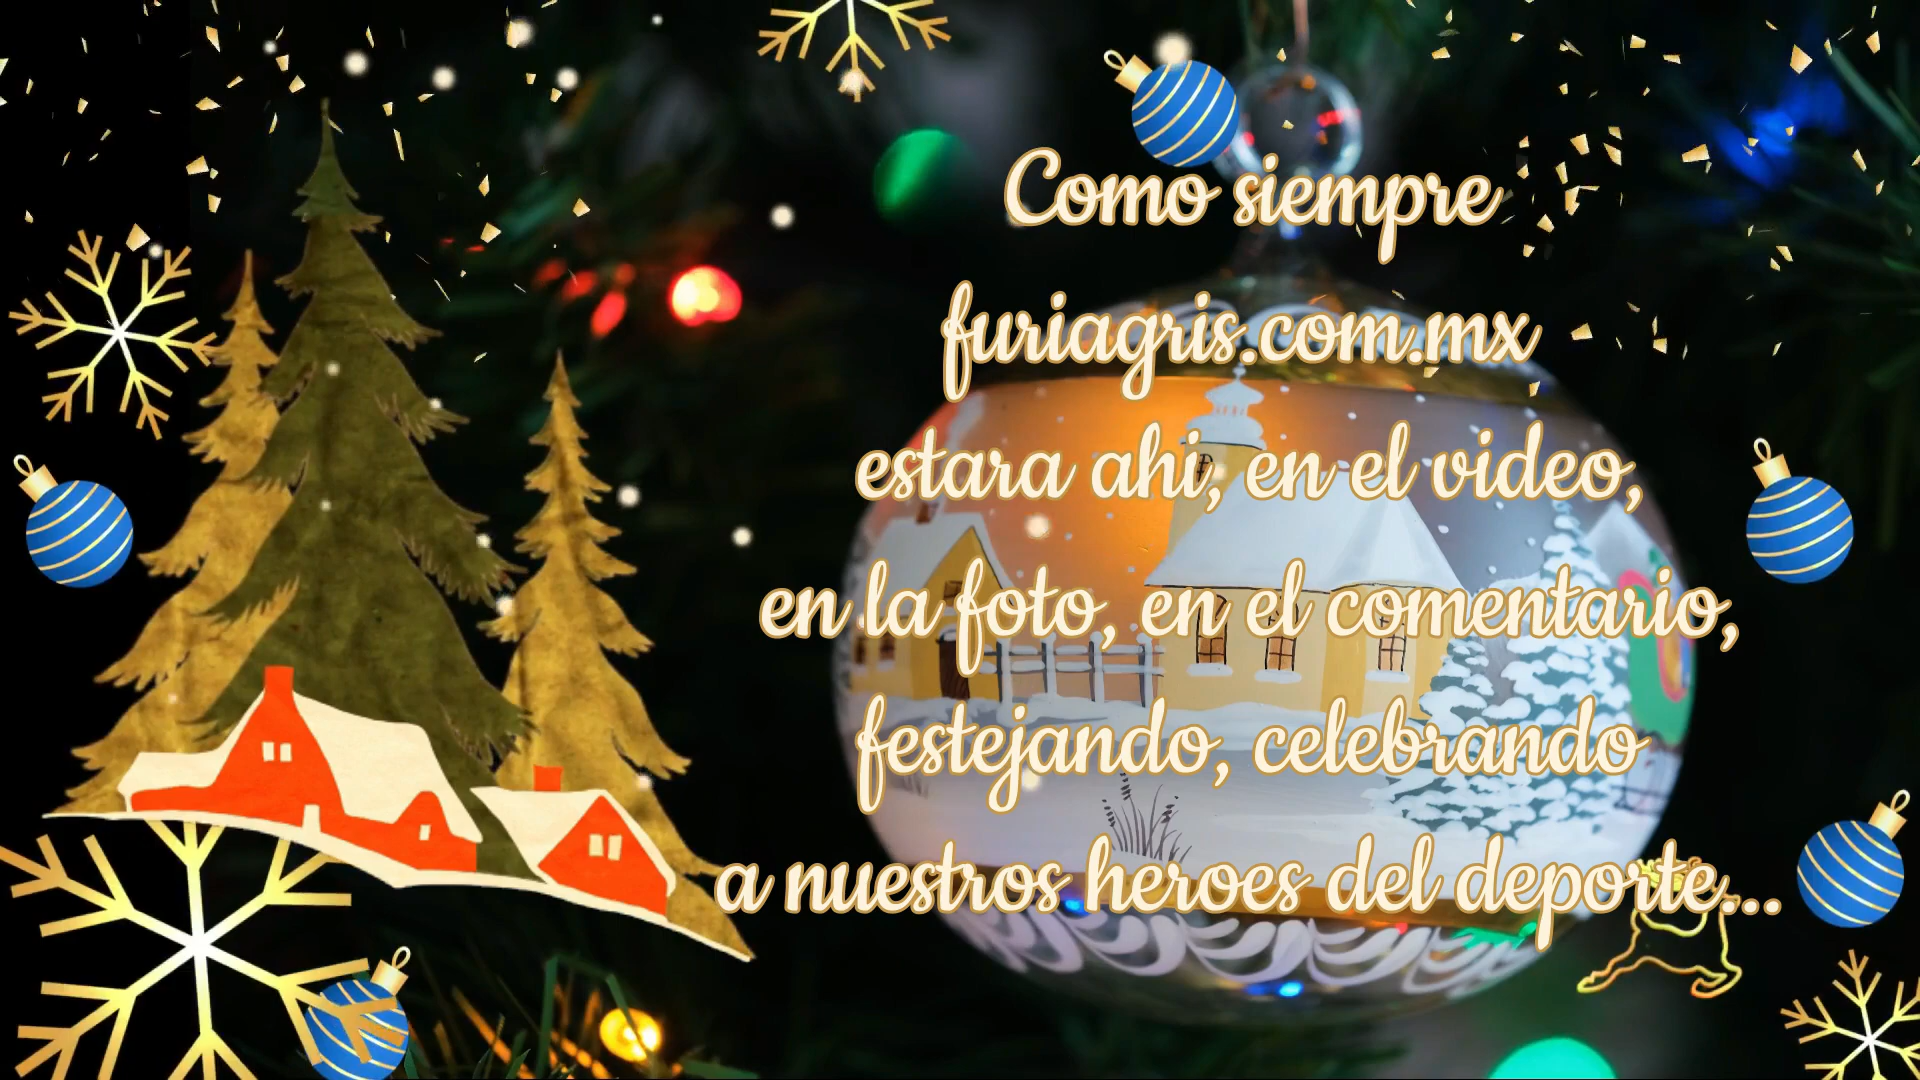 Como siempre
furiagris.com.mx
estara ahi, en el video,
en la foto, en el comentario,
festejando, celebrando
a nuestros heroes del deporte...